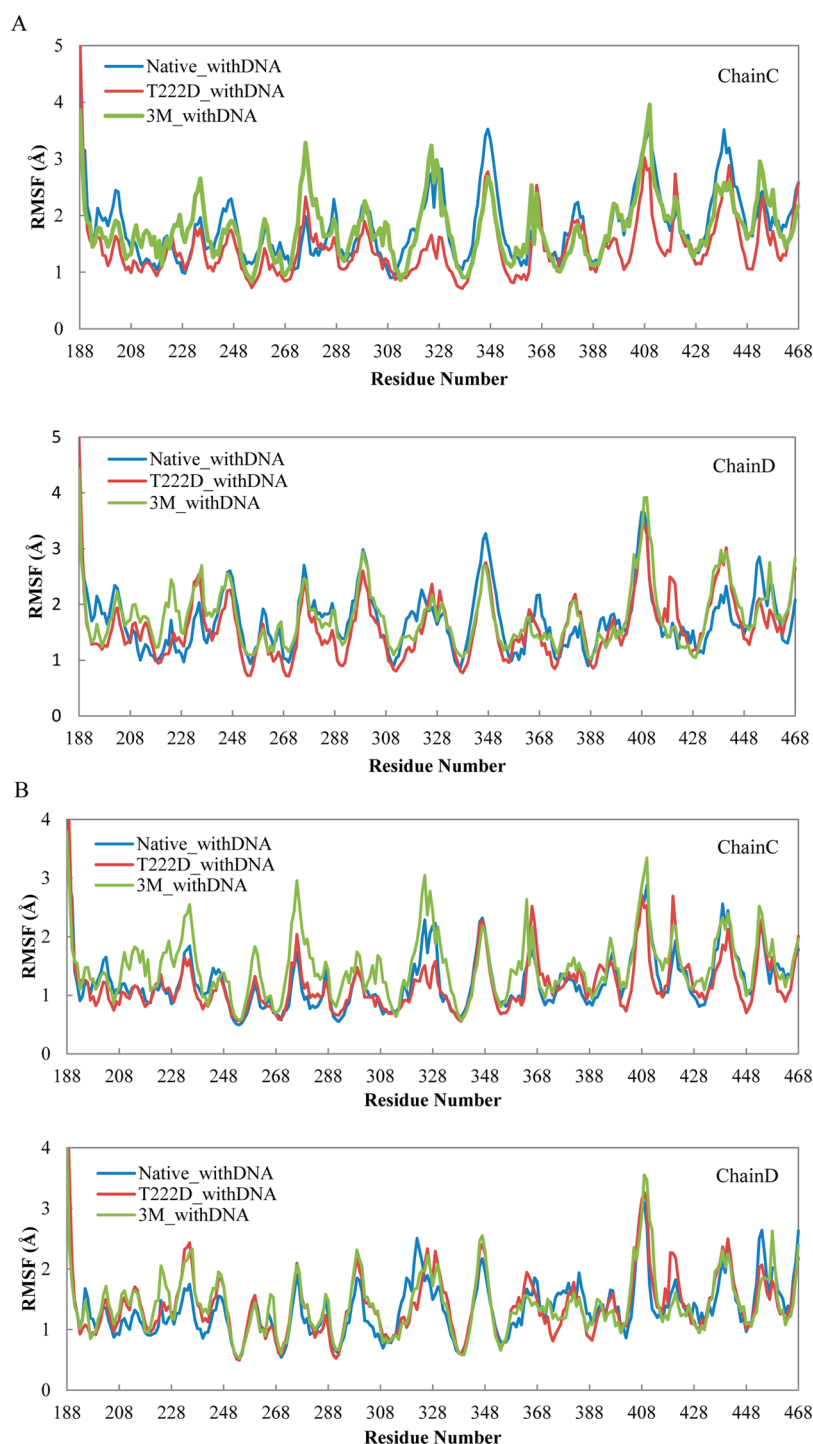 A
ChainC
Native_withDNA
T222D_withDNA
3M_withDNA
RMSF (Å)
5
4
3
2
1
0
188 208 228 248 268 288 308 328 348 368 388 408 428 448 468
Residue Number
ChainD
Native_withDNA
T222D_withDNA
3M_withDNA
RMSF (Å)
5
4
3
2
1
0
188 208 228 248 268 288 308 328 348 368 388 408 428 448 468
Residue Number
B
ChainC
Native_withDNA
T222D_withDNA
3M_withDNA
RMSF (Å)
4
3
2
1
0
188 208 228 248 268 288 308 328 348 368 388 408 428 448 468
Residue Number
ChainD
Native_withDNA
T222D_withDNA
3M_withDNA
RMSF (Å)
4
3
2
1
0
188 208 228 248 268 288 308 328 348 368 388 408 428 448 468
Residue Number